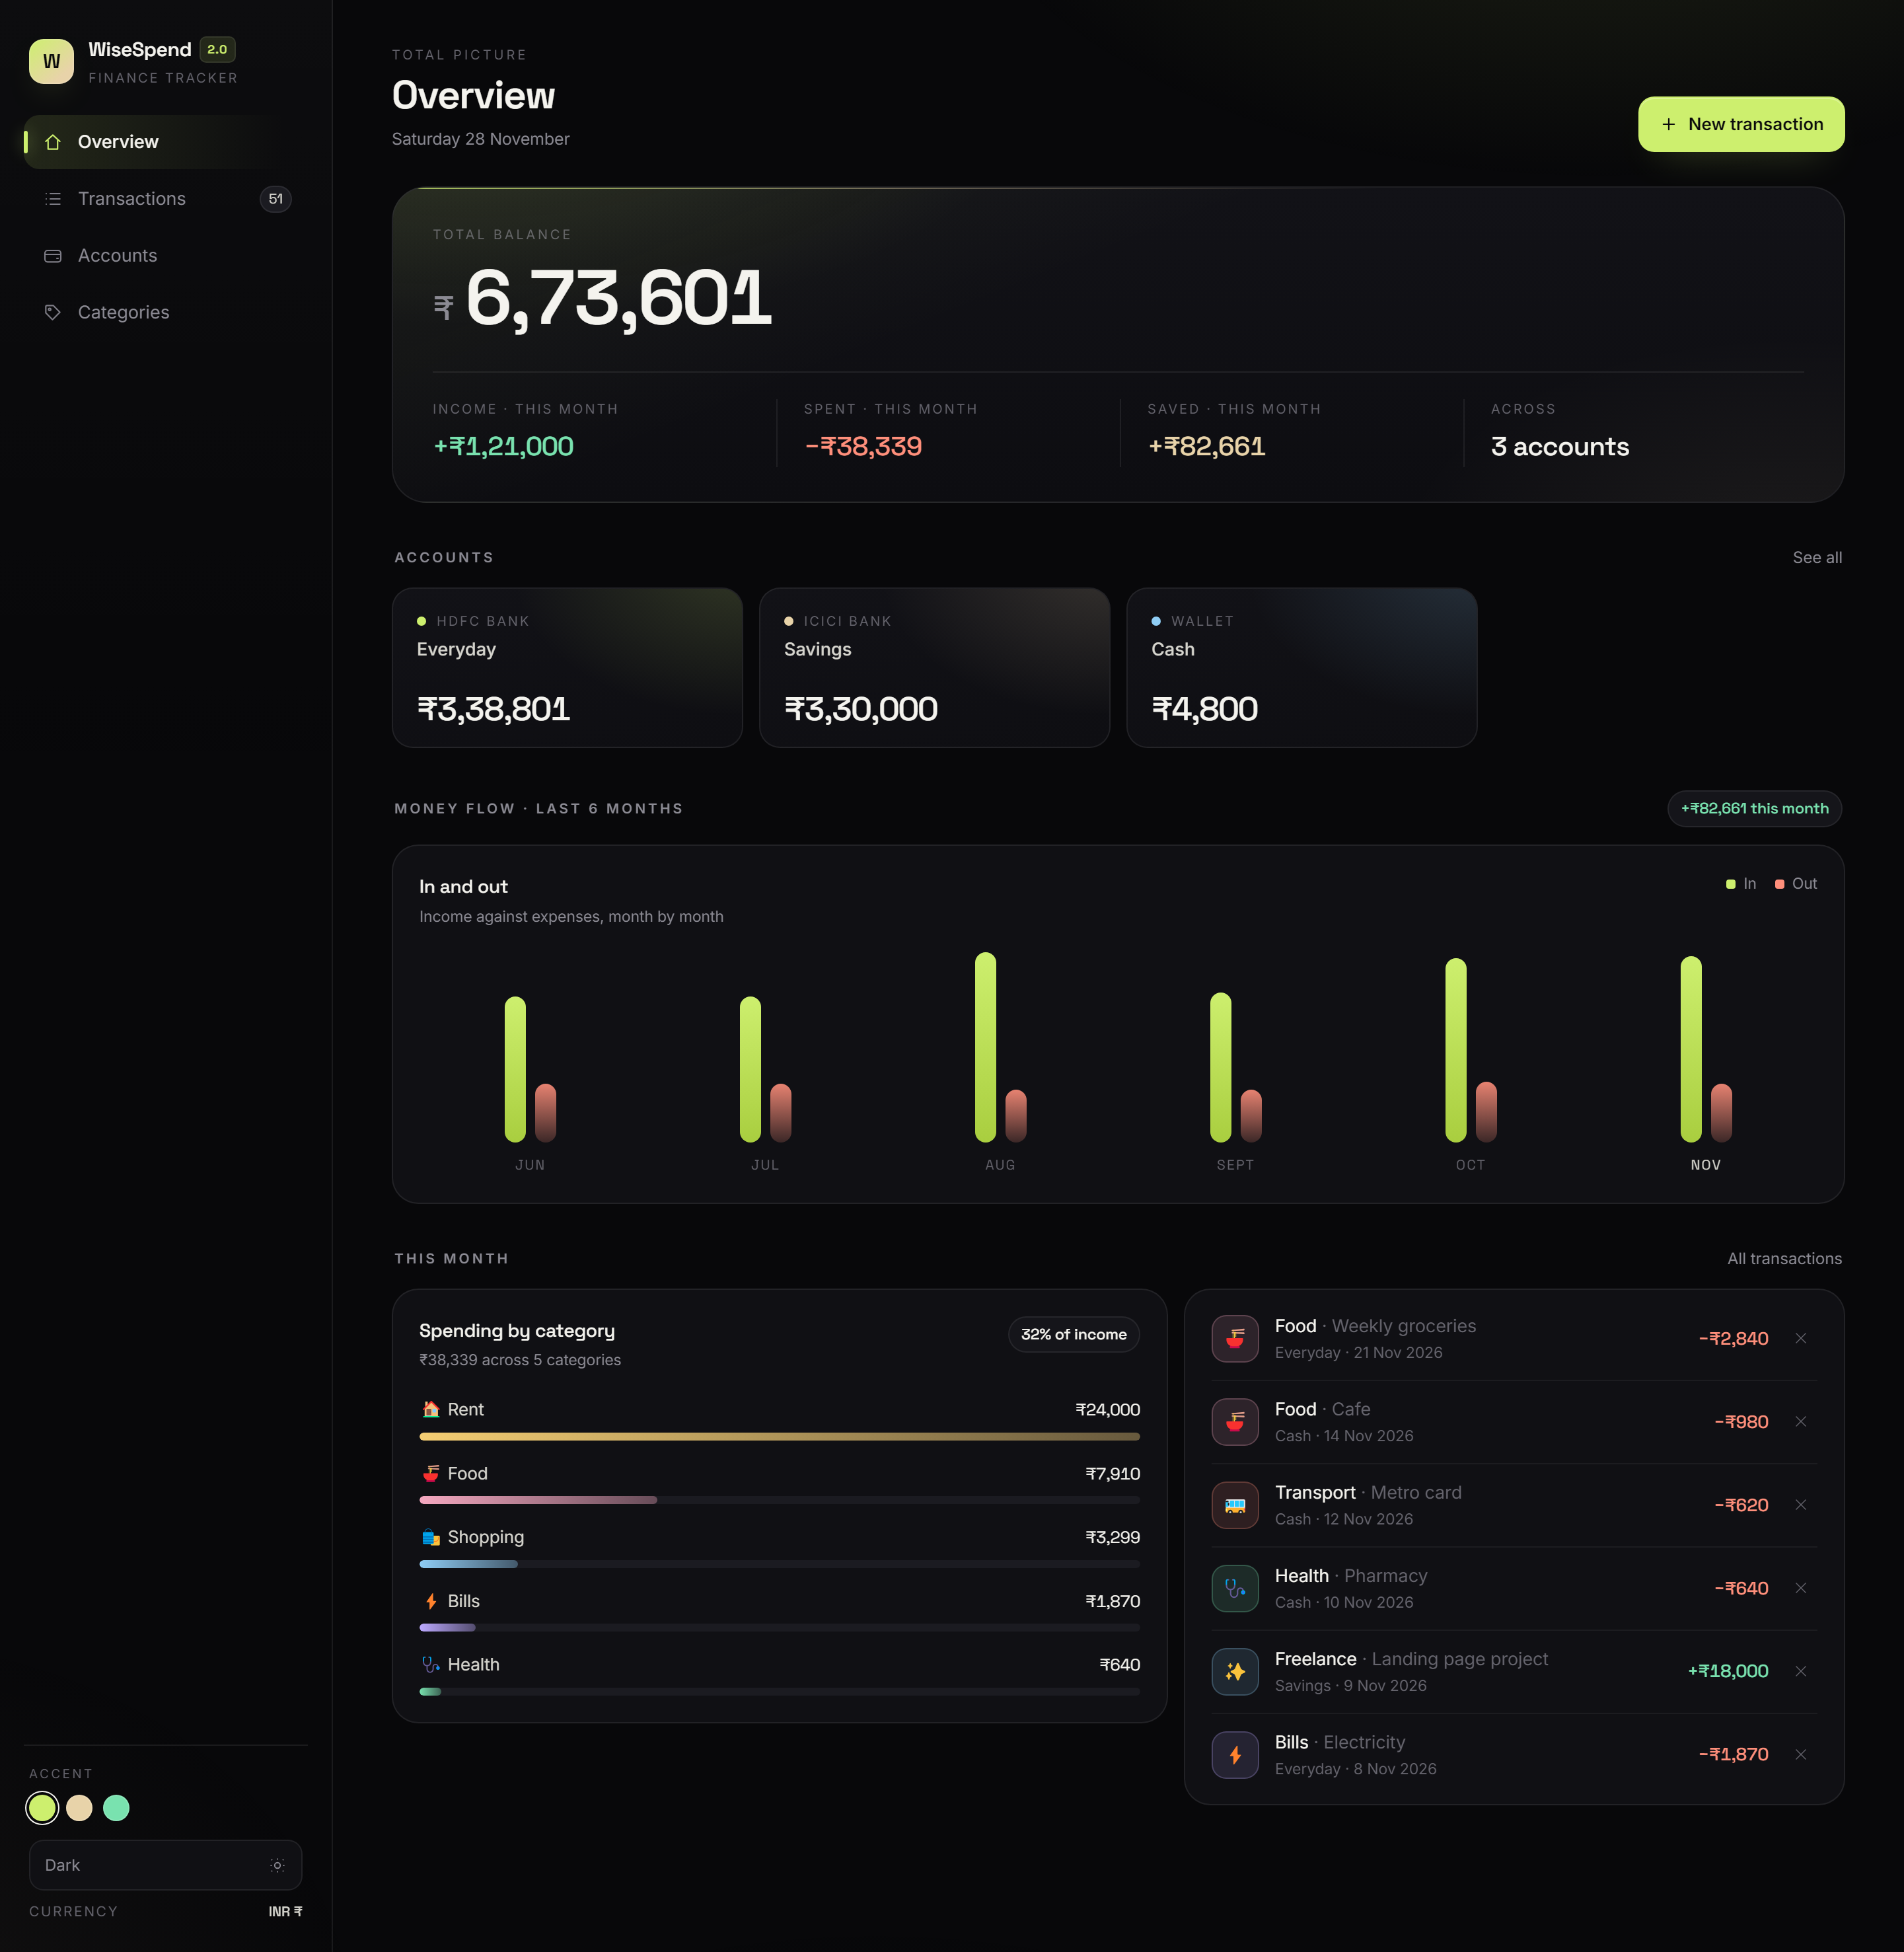 W
WiseSpend 2.0
FINANCE TRACKER
Overview
Transactions 51
Accounts
Categories
ACCENT
Dark
CURRENCY INR ₹
TOTAL PICTURE
Overview
Saturday 28 November
+ New transaction
TOTAL BALANCE
₹ 6,73,601
INCOME · THIS MONTH
+₹1,21,000
SPENT · THIS MONTH
−₹38,339
SAVED · THIS MONTH
+₹82,661
ACROSS
3 accounts
ACCOUNTS
See all
HDFC BANK
Everyday
₹3,38,801
ICICI BANK
Savings
₹3,30,000
WALLET
Cash
₹4,800
MONEY FLOW · LAST 6 MONTHS
+₹82,661 this month
In and out
Income against expenses, month by month
In Out
JUN JUL AUG SEPT OCT NOV
THIS MONTH
All transactions
Spending by category
₹38,339 across 5 categories
32% of income
Rent ₹24,000
Food ₹7,910
Shopping ₹3,299
Bills ₹1,870
Health ₹640
Food · Weekly groceries
Everyday · 21 Nov 2026
−₹2,840
Food · Cafe
Cash · 14 Nov 2026
−₹980
Transport · Metro card
Cash · 12 Nov 2026
−₹620
Health · Pharmacy
Cash · 10 Nov 2026
−₹640
Freelance · Landing page project
Savings · 9 Nov 2026
+₹18,000
Bills · Electricity
Everyday · 8 Nov 2026
−₹1,870